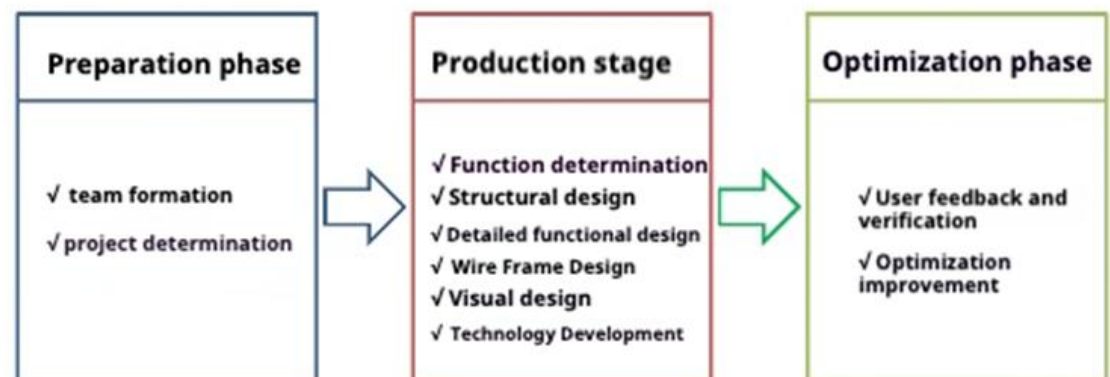 Preparation phase
√ team formation
√ project determination
Production stage
√ Function determination
√ Structural design
√ Detailed functional design
√ Wire Frame Design
√ Visual design
√ Technology Development
Optimization phase
√ User feedback and
verification
√ Optimization
improvement